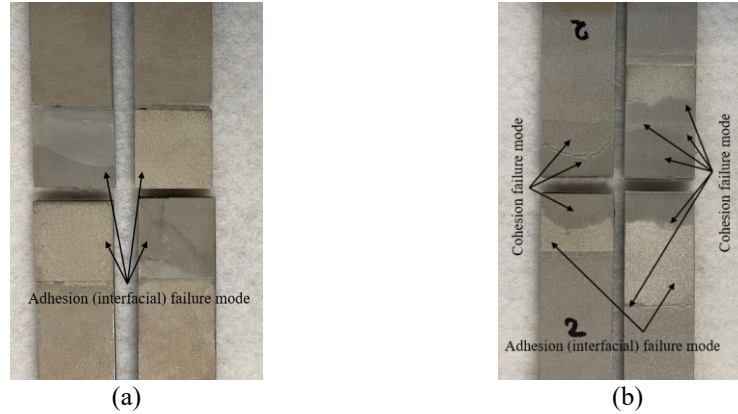 2
Cohesion failure mode
Cohesion failure mode
Adhesion (interfacial) failure mode
2
Adhesion (interfacial) failure mode
(a)
(b)